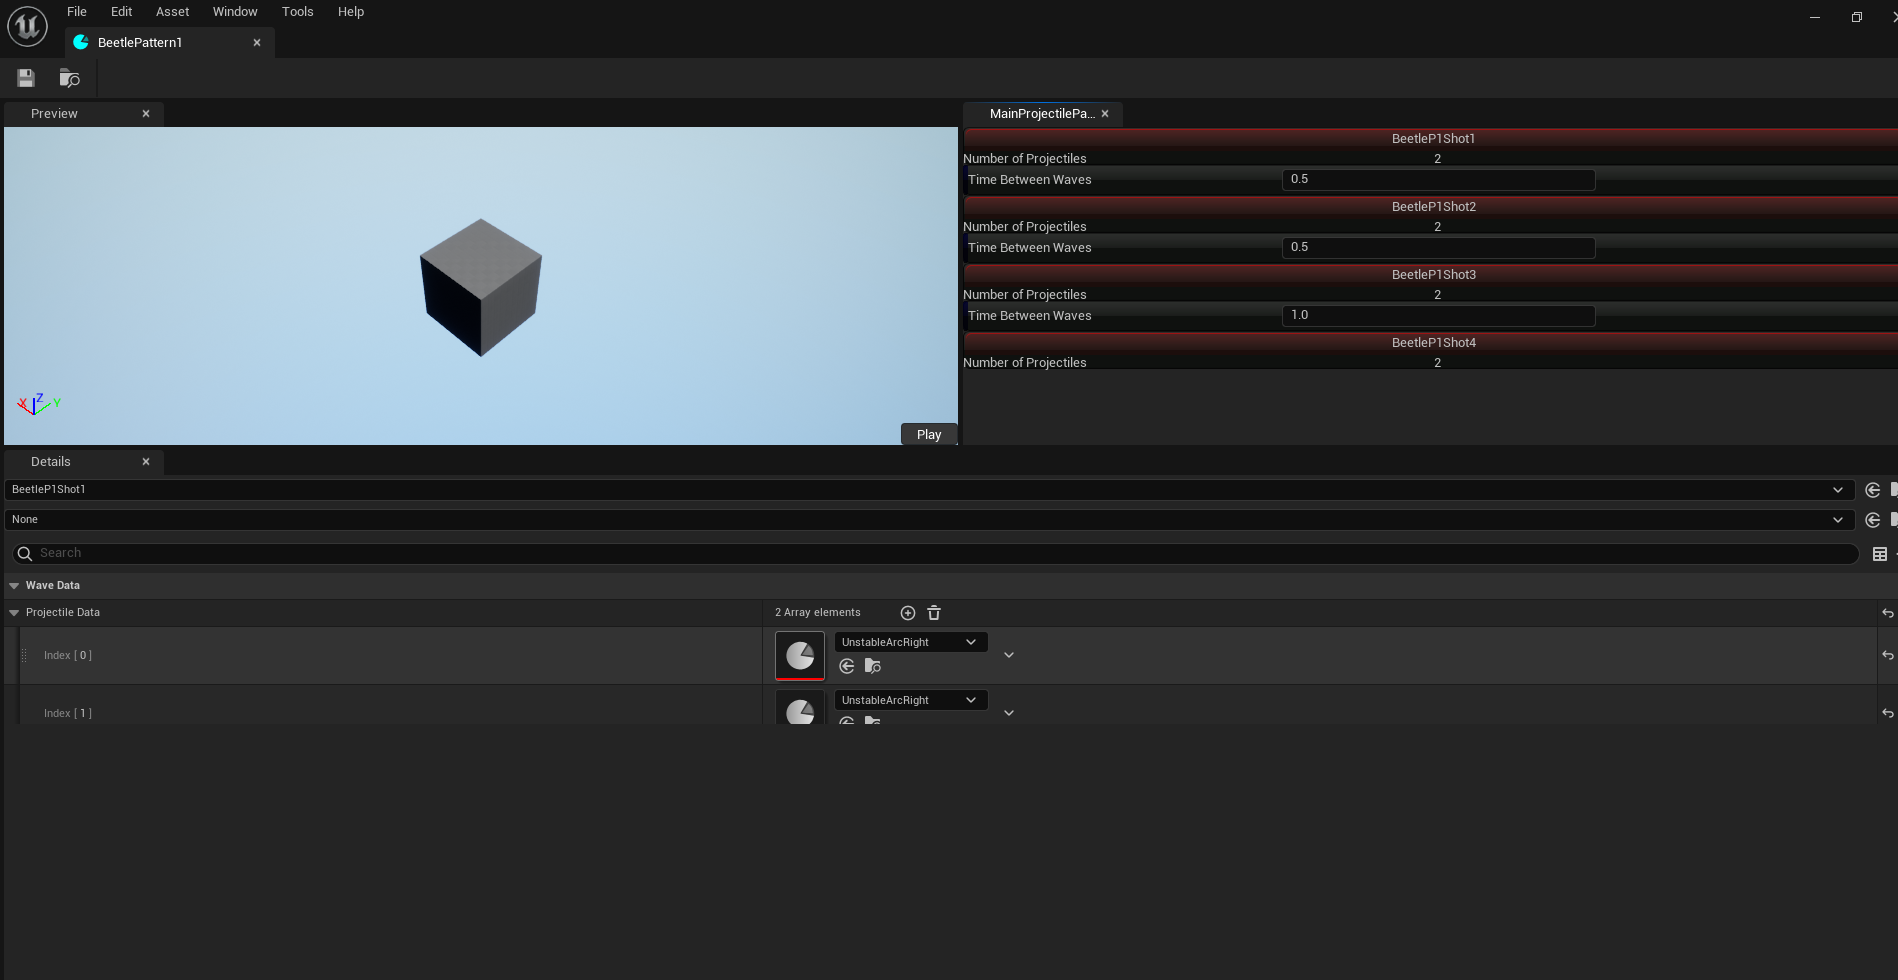 File Edit Asset Window Tools Help
BeetlePattern1
Preview
MainProjectilePa...
BeetleP1Shot1
Number of Projectiles 2
Time Between Waves 0.5
BeetleP1Shot2
Number of Projectiles 2
Time Between Waves 0.5
BeetleP1Shot3
Number of Projectiles 2
Time Between Waves 1.0
BeetleP1Shot4
Number of Projectiles 2
X Z Y
Play
Details
BeetleP1Shot1
None
Search
Wave Data
Projectile Data 2 Array elements
Index [ 0 ] UnstableArcRight
Index [ 1 ] UnstableArcRight